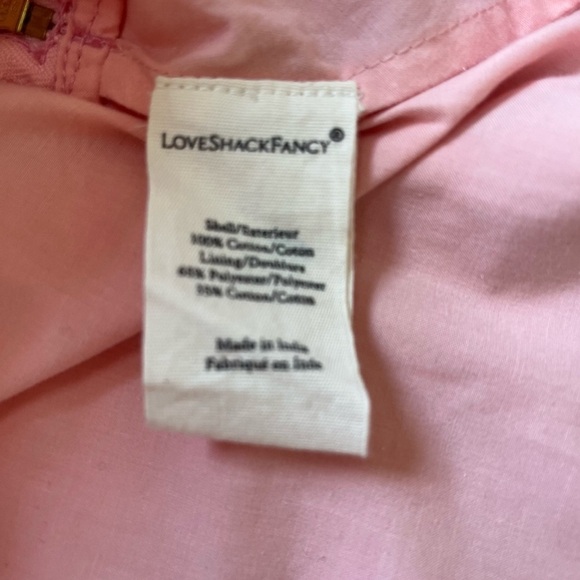 LOVESHACKFANCY®
Shell/Exterieur
100% Cotton/Coton
Lining/Doublure
65% Polyester/Polyester
35% Cotton/Coton
Made in India
Fabriqué en Inde